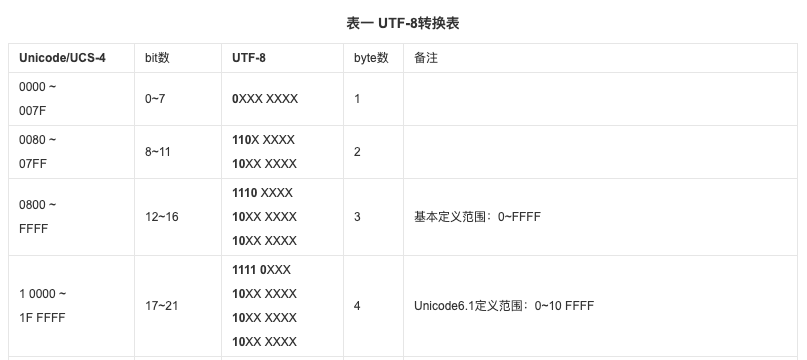 表一 UTF-8转换表
Unicode/UCS-4 bit数 UTF-8 byte数 备注
0000 ~
007F
0~7
0XXX XXXX
1
0080 ~
07FF
8~11
110X XXXX
10XX XXXX
2
0800 ~
FFFF
12~16
1110 XXXX
10XX XXXX
10XX XXXX
3
基本定义范围：0~FFFF
1 0000 ~
1F FFFF
17~21
1111 0XXX
10XX XXXX
10XX XXXX
10XX XXXX
4
Unicode6.1定义范围：0~10 FFFF